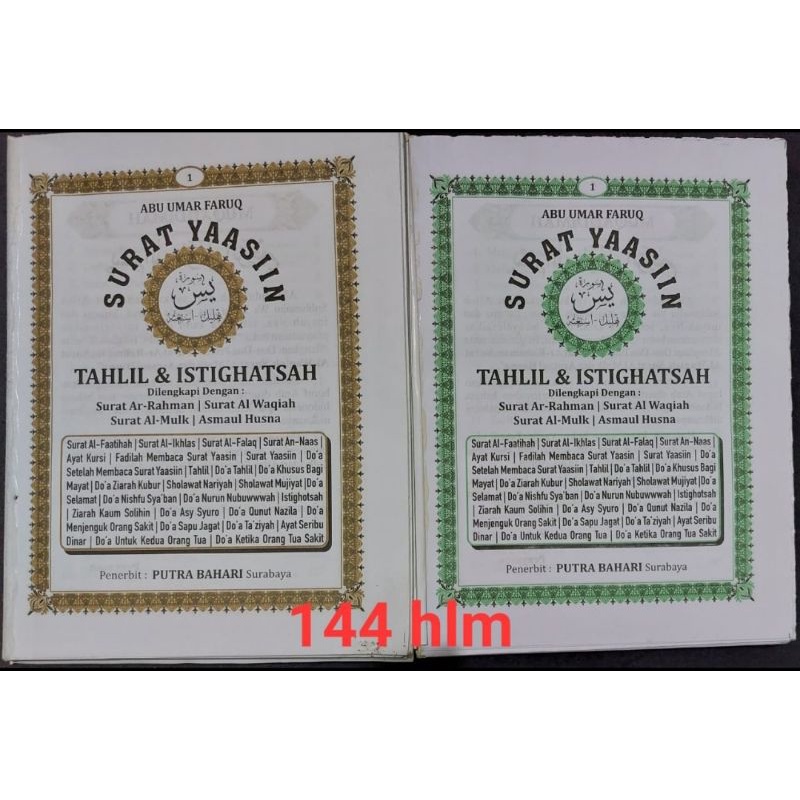 1
ABU UMAR FARUQ
SURAT YAASIIN
سورة
يس
تهليل - استغاثة
TAHLIL & ISTIGHATSAH
Dilengkapi Dengan :
Surat Ar-Rahman | Surat Al Waqiah
Surat Al-Mulk | Asmaul Husna
Surat Al-Faatihah | Surat Al-Ikhlas | Surat Al-Falaq | Surat An-Naas
Ayat Kursi | Fadilah Membaca Surat Yaasin | Surat Yaasiin | Do'a
Setelah Membaca Surat Yaasiin | Tahlil | Do'a Tahlil | Do'a Khusus Bagi
Mayat | Do'a Ziarah Kubur | Sholawat Nariyah | Sholawat Mujiyat | Do'a
Selamat | Do'a Nishfu Sya'ban | Do'a Nurun Nubuwwwah | Istighotsah
| Ziarah Kaum Solihin | Do'a Asy Syuro | Do'a Qunut Nazila | Do'a
Menjenguk Orang Sakit | Do'a Sapu Jagat | Do'a Ta'ziyah | Ayat Seribu
Dinar | Do'a Untuk Kedua Orang Tua | Do'a Ketika Orang Tua Sakit
Penerbit : PUTRA BAHARI Surabaya
1
ABU UMAR FARUQ
SURAT YAASIIN
سورة
يس
تهليل - استغاثة
TAHLIL & ISTIGHATSAH
Dilengkapi Dengan :
Surat Ar-Rahman | Surat Al Waqiah
Surat Al-Mulk | Asmaul Husna
Surat Al-Faatihah | Surat Al-Ikhlas | Surat Al-Falaq | Surat An-Naas
Ayat Kursi | Fadilah Membaca Surat Yaasin | Surat Yaasiin | Do'a
Setelah Membaca Surat Yaasiin | Tahlil | Do'a Tahlil | Do'a Khusus Bagi
Mayat | Do'a Ziarah Kubur | Sholawat Nariyah | Sholawat Mujiyat | Do'a
Selamat | Do'a Nishfu Sya'ban | Do'a Nurun Nubuwwwah | Istighotsah
| Ziarah Kaum Solihin | Do'a Asy Syuro | Do'a Qunut Nazila | Do'a
Menjenguk Orang Sakit | Do'a Sapu Jagat | Do'a Ta'ziyah | Ayat Seribu
Dinar | Do'a Untuk Kedua Orang Tua | Do'a Ketika Orang Tua Sakit
Penerbit : PUTRA BAHARI Surabaya
144 hlm